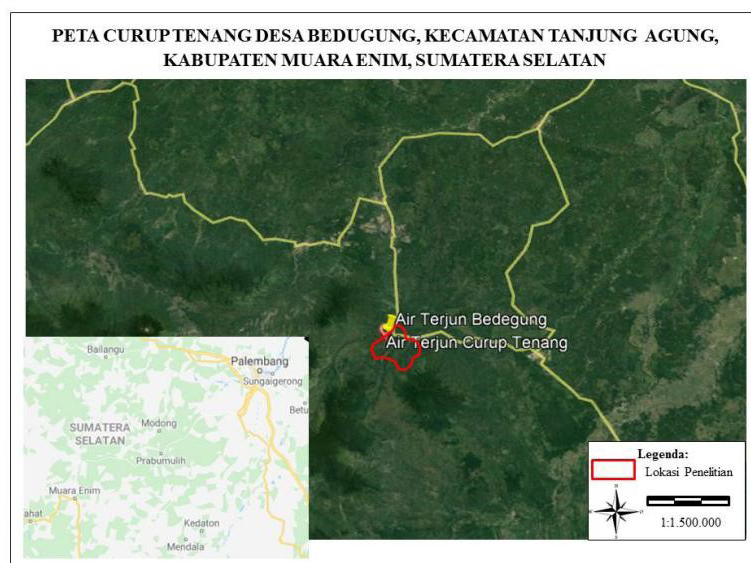 PETA CURUP TENANG DESA BEDUGUNG, KECAMATAN TANJUNG AGUNG,
KABUPATEN MUARA ENIM, SUMATERA SELATAN
Air Terjun Bedegung
Air Terjun Curup Tenang
Bailangu
Palembang
Sungaigerong
Betu
SUMATERA
SELATAN
Modong
Prabumulih
Muara Enim
ahat
Kedaton
Mendala
Legenda:
Lokasi Penelitian
1:1.500.000